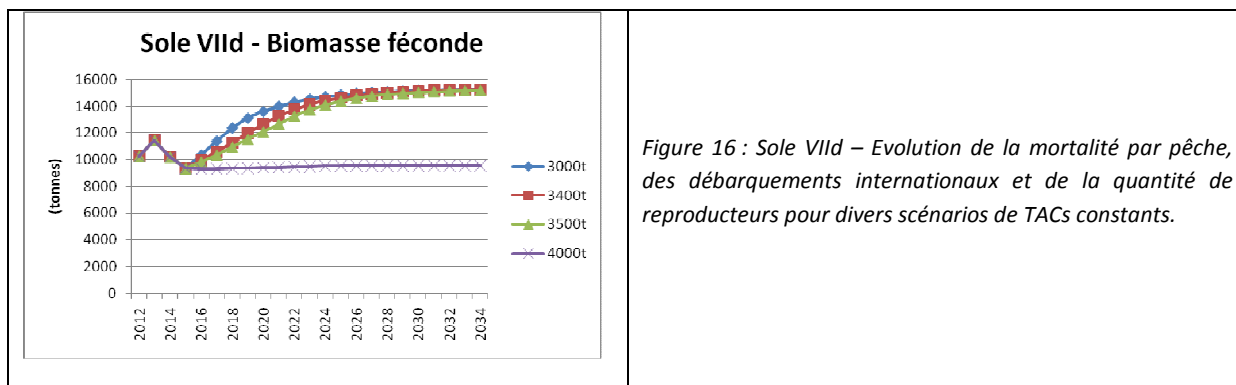 Sole VIId - Biomasse féconde
(tonnes)
16000
14000
12000
10000
8000
6000
4000
2000
0
2012
2014
2016
2018
2020
2022
2024
2026
2028
2030
2032
2034
3000t
3400t
3500t
4000t
Figure 16 : Sole VIId – Evolution de la mortalité par pêche,
des débarquements internationaux et de la quantité de
reproducteurs pour divers scénarios de TACs constants.